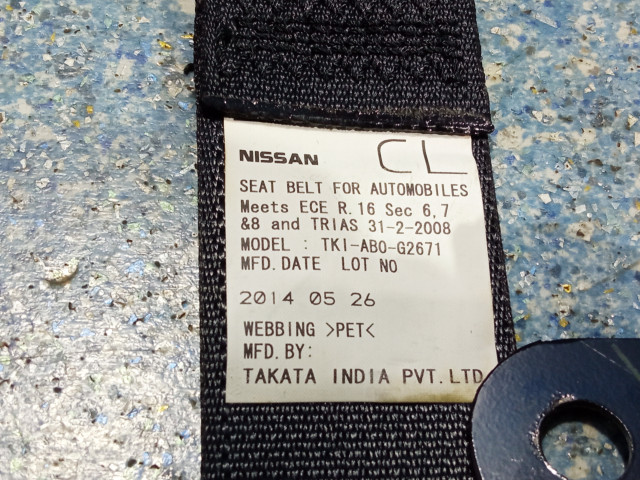 NISSAN CL
SEAT BELT FOR AUTOMOBILES
Meets ECE R.16 Sec 6,7
&8 and TRIAS 31-2-2008
MODEL : TKI-AB0-G2671
MFD.DATE LOT NO
2014 05 26
WEBBING >PET<
MFD.BY:
TAKATA INDIA PVT.LTD